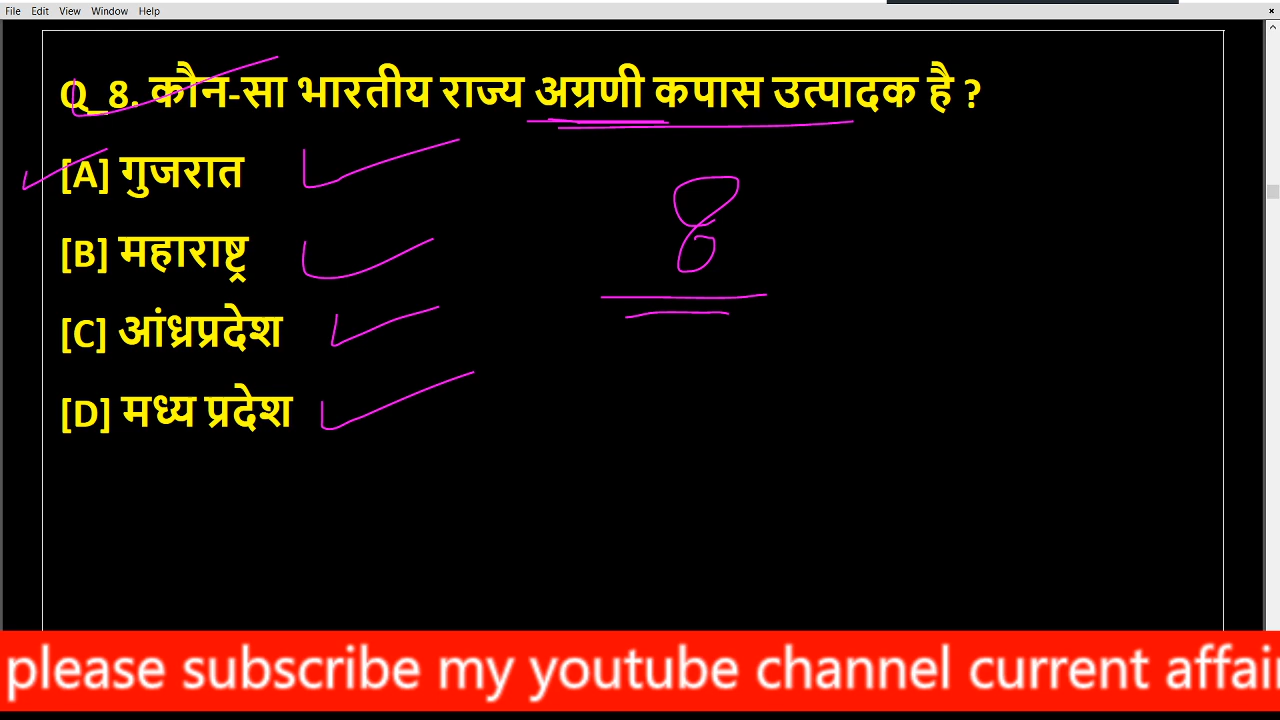 File Edit View Window Help
Q_8. कौन-सा भारतीय राज्य अग्रणी कपास उत्पादक है ?
[A] गुजरात
[B] महाराष्ट्र
8
[C] आंध्रप्रदेश
[D] मध्य प्रदेश
please subscribe my youtube channel current affair